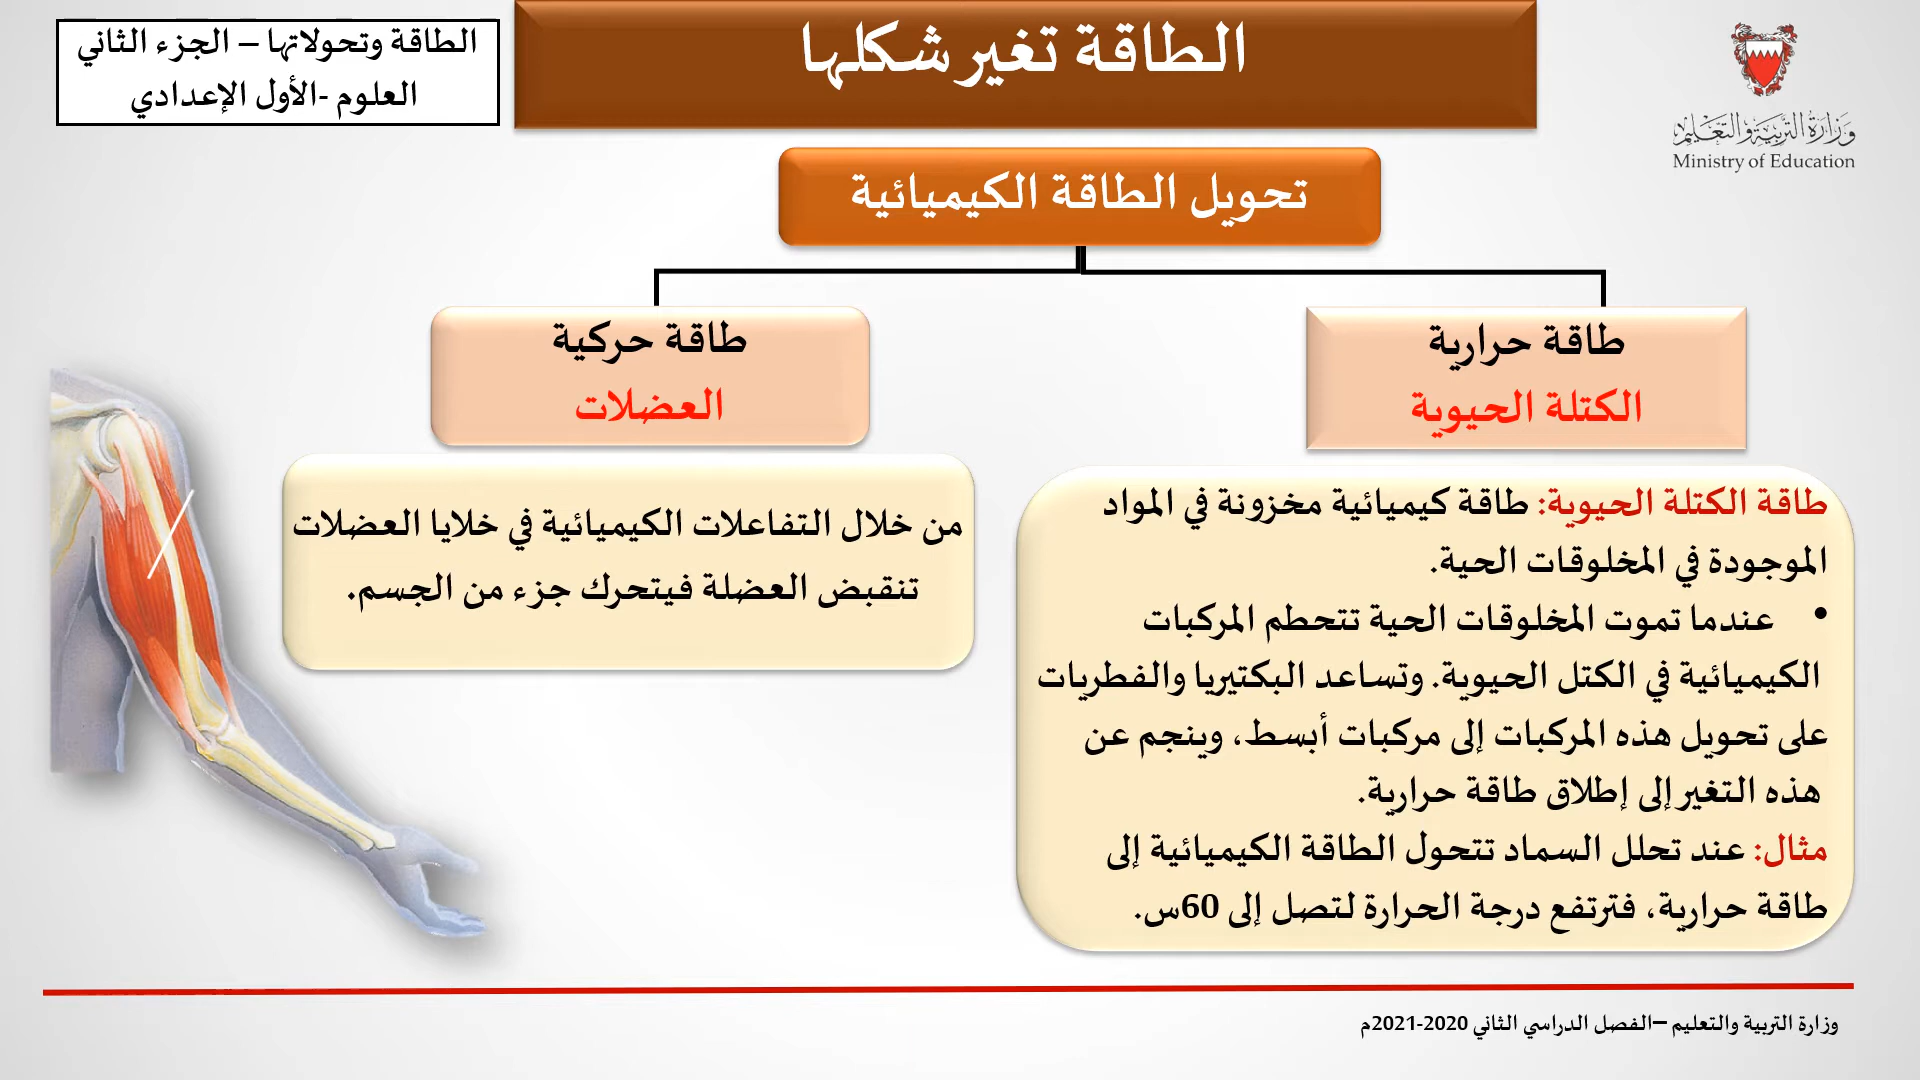 الطاقة وتحولاتها – الجزء الثاني
العلوم -الأول الإعدادي
الطاقة تغير شكلها
وزارة التربية والتعليم
Ministry of Education
تحويل الطاقة الكيميائية
طاقة حرارية
الكتلة الحيوية
طاقة الكتلة الحيوية: طاقة كيميائية مخزونة في المواد
الموجودة في المخلوقات الحية.
• عندما تموت المخلوقات الحية تتحطم المركبات
الكيميائية في الكتل الحيوية. وتساعد البكتيريا والفطريات
على تحويل هذه المركبات إلى مركبات أبسط، وينجم عن
هذه التغير إلى إطلاق طاقة حرارية.
مثال: عند تحلل السماد تتحول الطاقة الكيميائية إلى
طاقة حرارية، فترتفع درجة الحرارة لتصل إلى 60س.
طاقة حركية
العضلات
من خلال التفاعلات الكيميائية في خلايا العضلات
تنقبض العضلة فيتحرك جزء من الجسم.
وزارة التربية والتعليم –الفصل الدراسي الثاني 2020-2021م